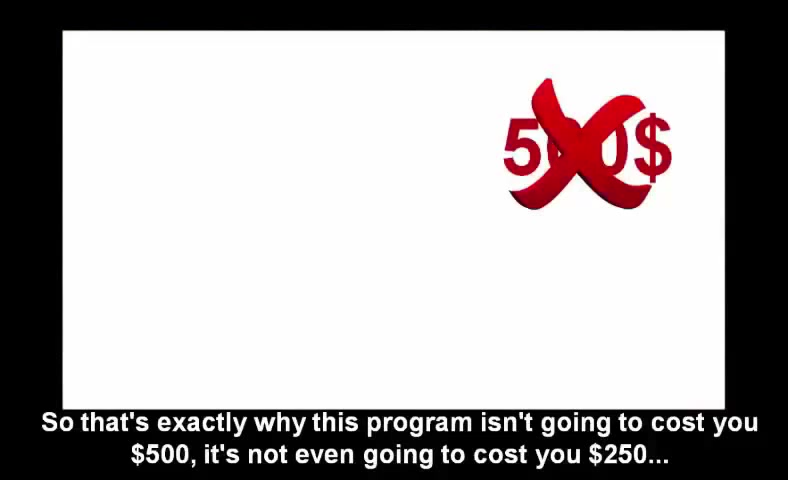 500$
So that's exactly why this program isn't going to cost you
$500, it's not even going to cost you $250...